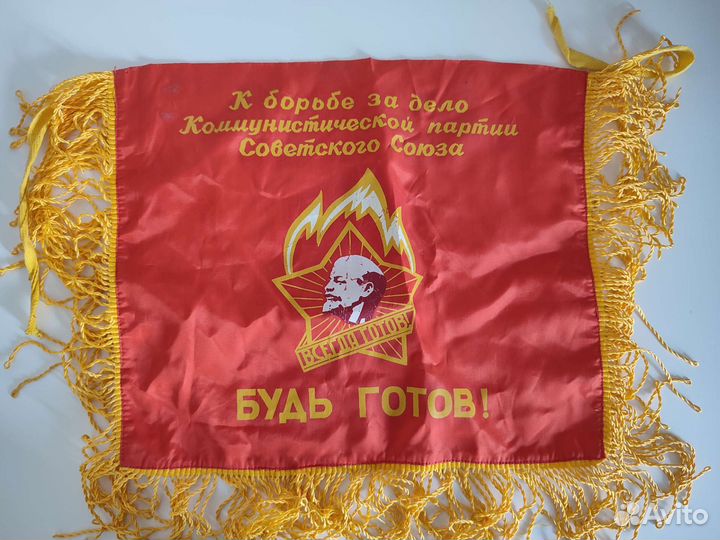 К борьбе за дело
Коммунистической партии
Советского Союза
ВСЕГДА ГОТОВ!
БУДЬ ГОТОВ!
Avito